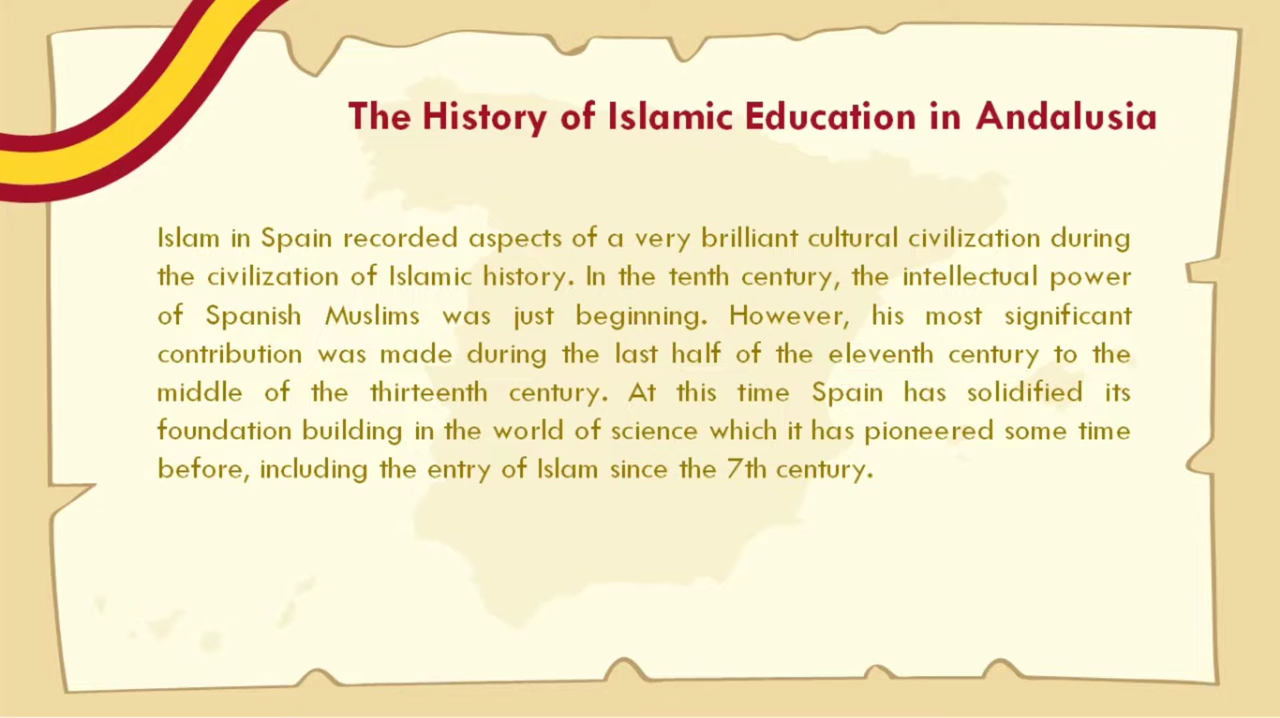 The History of Islamic Education in Andalusia
Islam in Spain recorded aspects of a very brilliant cultural civilization during
the civilization of Islamic history. In the tenth century, the intellectual power
of Spanish Muslims was just beginning. However, his most significant
contribution was made during the last half of the eleventh century to the
middle of the thirteenth century. At this time Spain has solidified its
foundation building in the world of science which it has pioneered some time
before, including the entry of Islam since the 7th century.